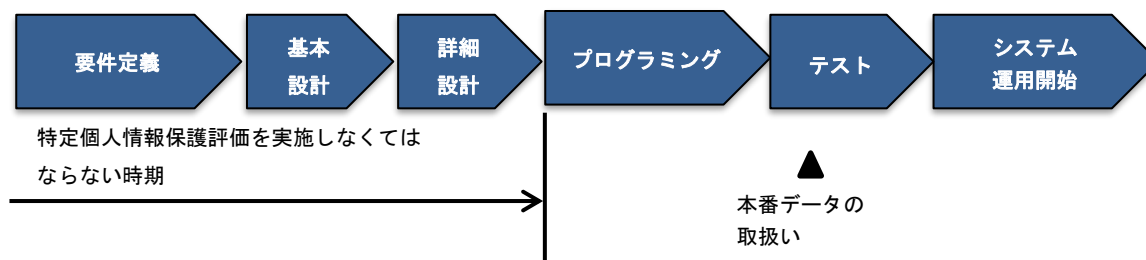 要件定義
基本
設計
詳細
設計
プログラミング
テスト
システム
運用開始
特定個人情報保護評価を実施しなくては
ならない時期
本番データの
取扱い